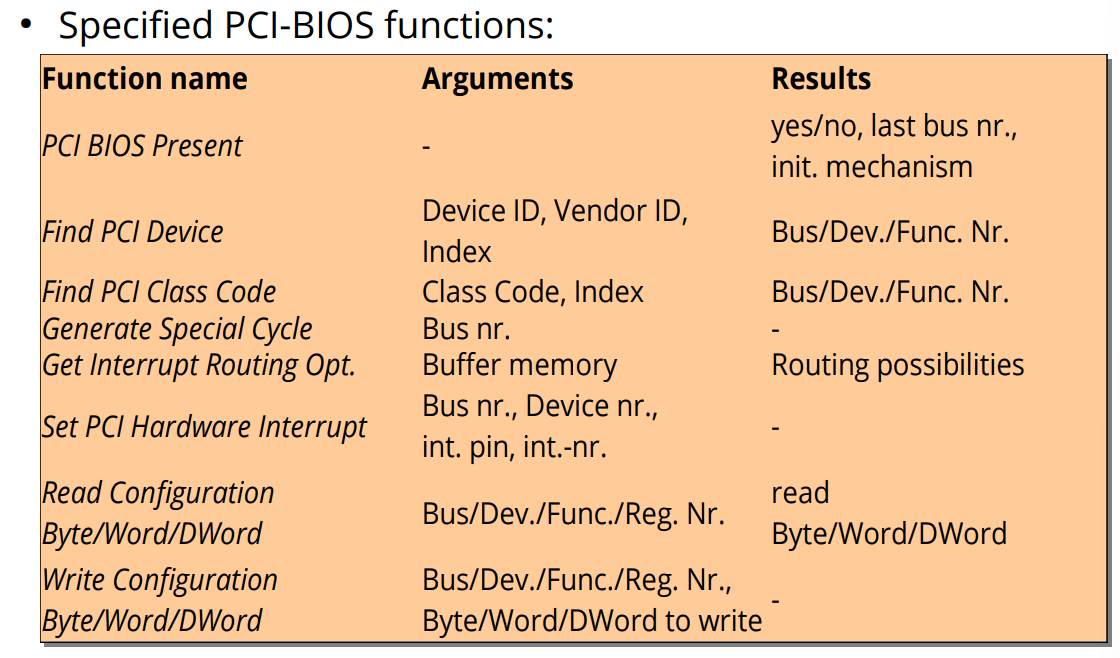 • Specified PCI-BIOS functions:
Function name Arguments Results
PCI BIOS Present - yes/no, last bus nr.,
init. mechanism
Find PCI Device Device ID, Vendor ID,
Index Bus/Dev./Func. Nr.
Find PCI Class Code Class Code, Index Bus/Dev./Func. Nr.
Generate Special Cycle Bus nr. -
Get Interrupt Routing Opt. Buffer memory Routing possibilities
Set PCI Hardware Interrupt Bus nr., Device nr.,
int. pin, int.-nr. -
Read Configuration
Byte/Word/DWord Bus/Dev./Func./Reg. Nr. read
Byte/Word/DWord
Write Configuration
Byte/Word/DWord Bus/Dev./Func./Reg. Nr.,
Byte/Word/DWord to write -